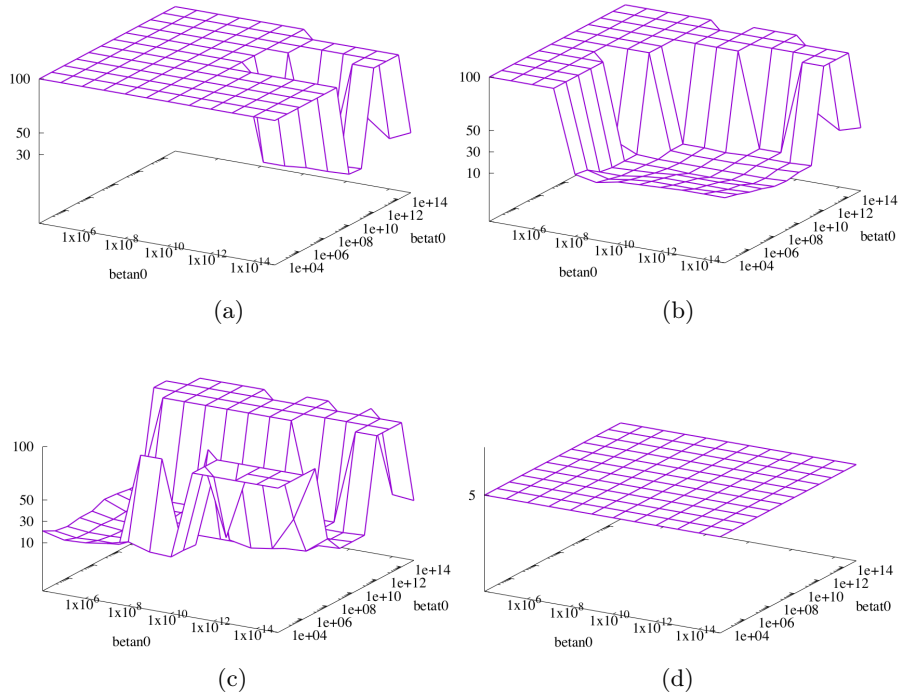 100
50
30
1x10^6
1x10^8
1x10^10
1x10^12
1x10^14
betan0
1e+04
1e+06
1e+08
1e+10
1e+12
1e+14
betat0
(a)
100
50
30
10
1x10^6
1x10^8
1x10^10
1x10^12
1x10^14
betan0
1e+04
1e+06
1e+08
1e+10
1e+12
1e+14
betat0
(b)
100
50
30
10
1x10^6
1x10^8
1x10^10
1x10^12
1x10^14
betan0
1e+04
1e+06
1e+08
1e+10
1e+12
1e+14
betat0
(c)
5
1x10^6
1x10^8
1x10^10
1x10^12
1x10^14
betan0
1e+04
1e+06
1e+08
1e+10
1e+12
1e+14
betat0
(d)